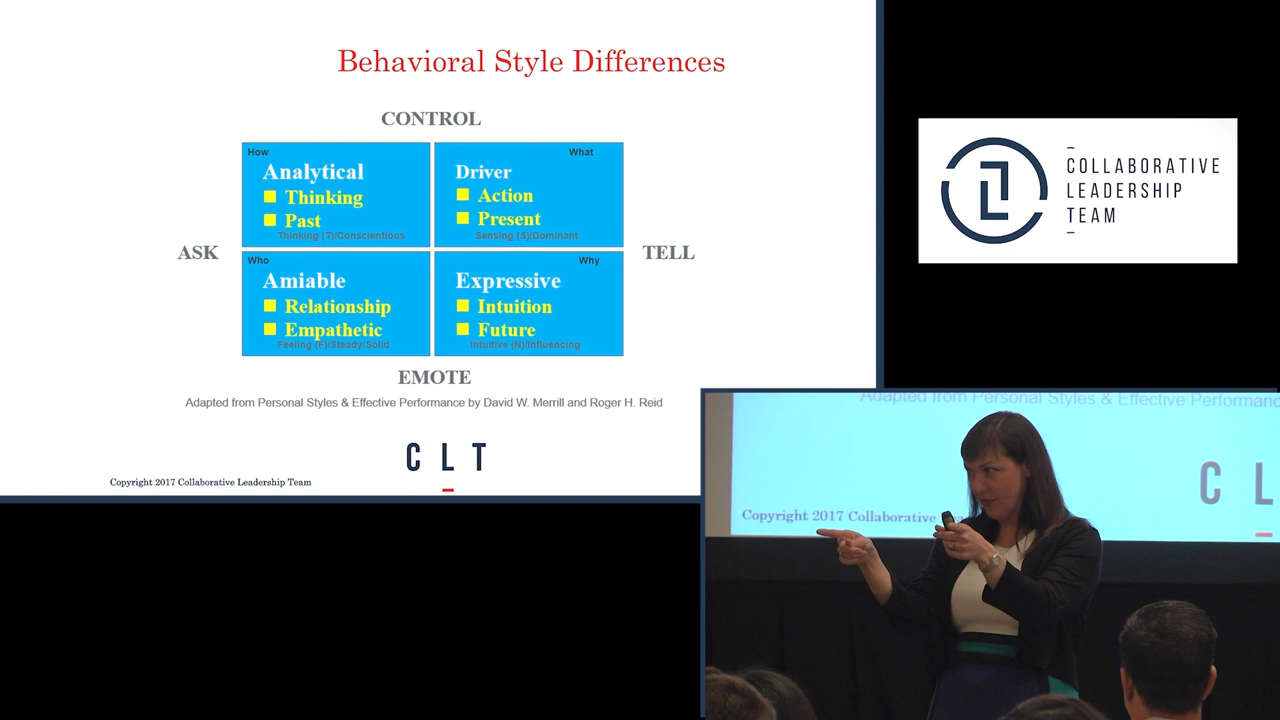 Behavioral Style Differences
CONTROL
How
Analytical
Thinking
Past
Thinking (T)/Conscientious
What
Driver
Action
Present
Sensing (S)/Dominant
ASK
TELL
Who
Amiable
Relationship
Empathetic
Feeling (F)/Steady/Solid
Why
Expressive
Intuition
Future
Intuitive (N)/Influencing
EMOTE
Adapted from Personal Styles & Effective Performance by David W. Merrill and Roger H. Reid
CLT
Copyright 2017 Collaborative Leadership Team
COLLABORATIVE
LEADERSHIP
TEAM
Adapted from Personal Styles & Effective
C L
Copyright 2017 Collaborative